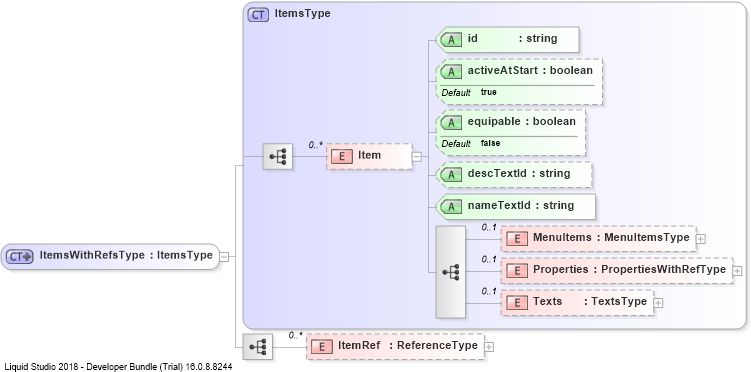 CT ItemsType
A id : string
A activeAtStart : boolean
Default true
A equipable : boolean
Default false
0..* E Item
A descTextId : string
A nameTextId : string
0..1 E MenuItems : MenuItemsType
CT ItemsWithRefsType : ItemsType
0..1 E Properties : PropertiesWithRefType
0..1 E Texts : TextsType
0..* E ItemRef : ReferenceType
Liquid Studio 2018 - Developer Bundle (Trial) 16.0.8.8244